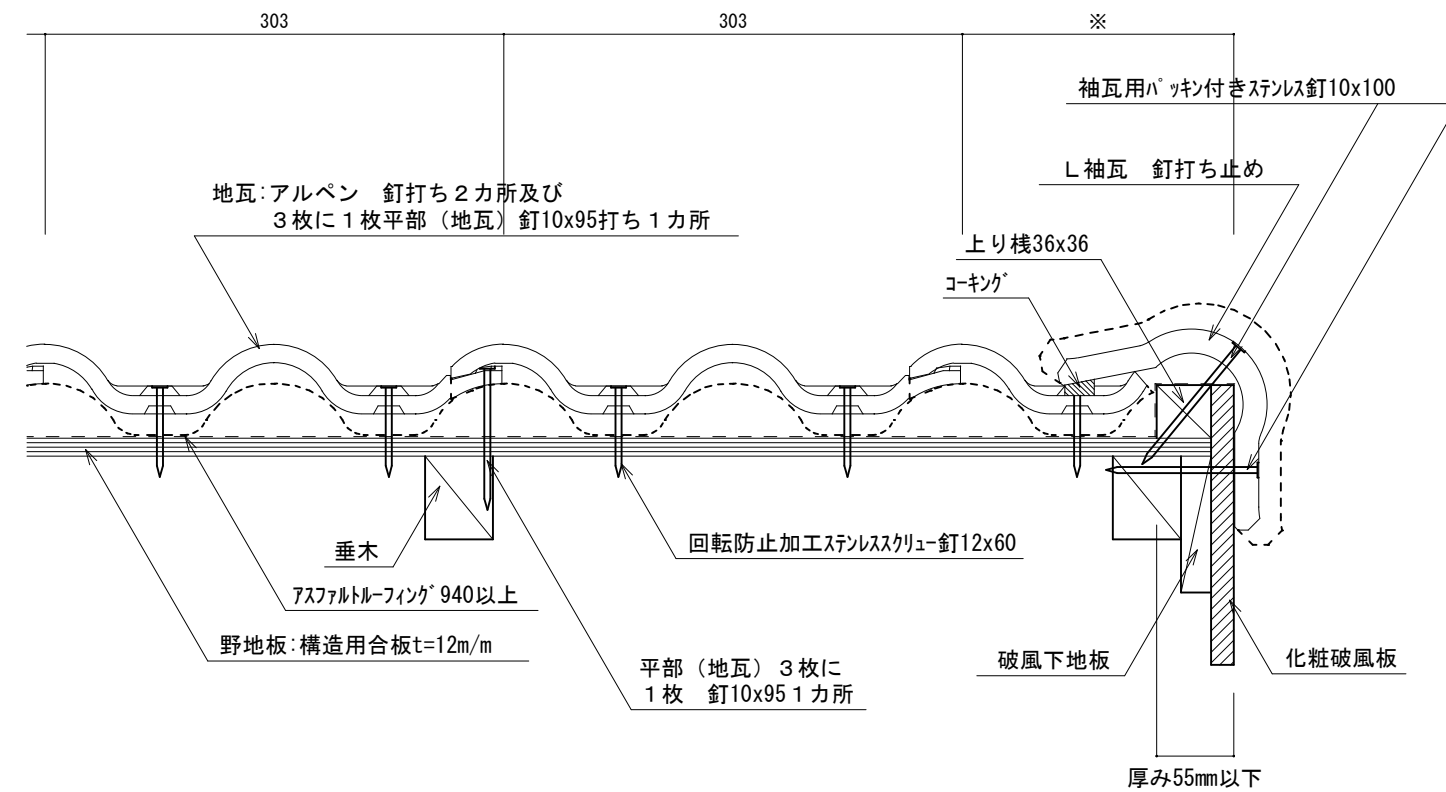 303
303
※
袖瓦用ﾊﾟｯｷﾝ付きｽﾃﾝﾚｽ釘10x100
L袖瓦　釘打ち止め
地瓦:アルペン　釘打ち２カ所及び
３枚に１枚平部（地瓦）釘10x95打ち１カ所
上り桟36x36
ｺｰｷﾝｸﾞ
垂木
回転防止加工ｽﾃﾝﾚｽｽｸﾘｭｰ釘12x60
ｱｽﾌｧﾙﾄﾙｰﾌｨﾝｸﾞ940以上
野地板:構造用合板t=12m/m
平部（地瓦）３枚に
１枚　釘10x95１カ所
破風下地板
化粧破風板
厚み55mm以下